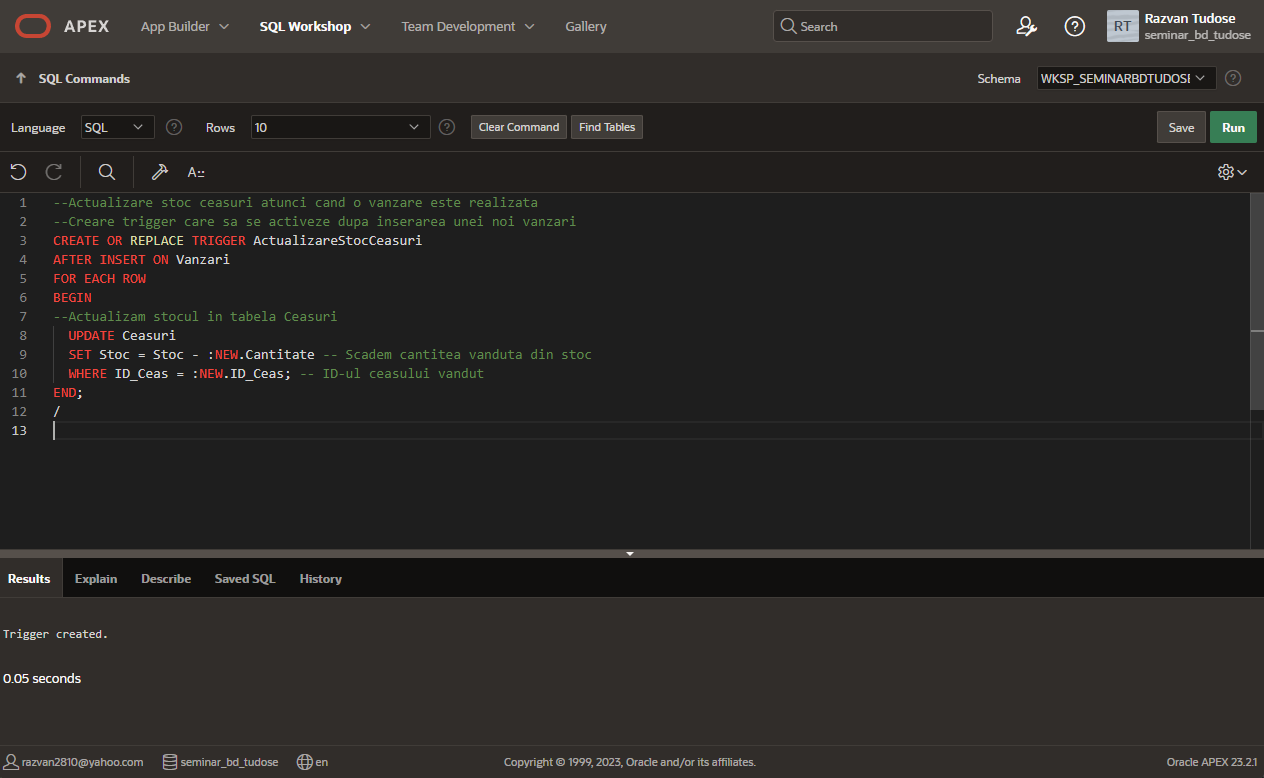 APEX App Builder SQL Workshop Team Development Gallery Search Razvan Tudose
RT seminar_bd_tudose
SQL Commands Schema WKSP_SEMINARBDTUDOSE
Language SQL Rows 10 Clear Command Find Tables Save Run
A::
1 --Actualizare stoc ceasuri atunci cand o vanzare este realizata
2 --Creare trigger care sa se activeze dupa inserarea unei noi vanzari
3 CREATE OR REPLACE TRIGGER ActualizareStocCeasuri
4 AFTER INSERT ON Vanzari
5 FOR EACH ROW
6 BEGIN
7 --Actualizam stocul in tabela Ceasuri
8 UPDATE Ceasuri
9 SET Stoc = Stoc - :NEW.Cantitate -- Scadem cantitea vanduta din stoc
10 WHERE ID_Ceas = :NEW.ID_Ceas; -- ID-ul ceasului vandut
11 END;
12 /
13
Results Explain Describe Saved SQL History
Trigger created.
0.05 seconds
razvan2810@yahoo.com seminar_bd_tudose en Copyright © 1999, 2023, Oracle and/or its affiliates. Oracle APEX 23.2.1